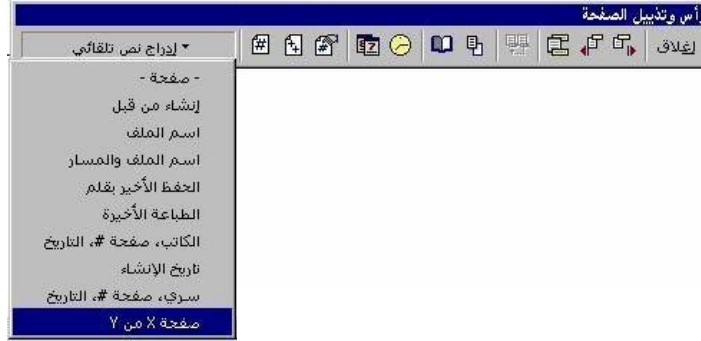 رأس وتذييل الصفحة
إغلاق
إدراج نص تلقائي
- صفحة -
إنشاء من قبل
اسم الملف
اسم الملف والمسار
الحفظ الأخير بقلم
الطباعة الأخيرة
الكاتب، صفحة #، التاريخ
تاريخ الإنشاء
سري، صفحة #، التاريخ
صفحة X من Y